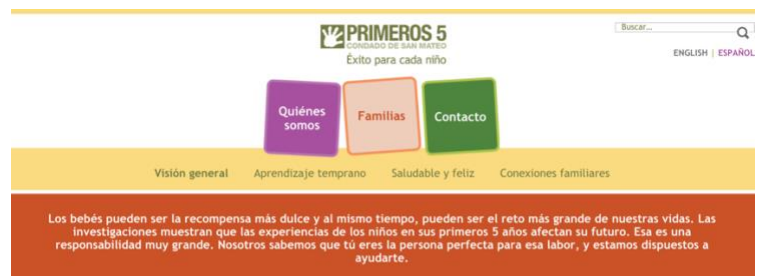 Buscar...
PRIMEROS 5
CONDADO DE SAN MATEO
Éxito para cada niño
ENGLISH | ESPAÑOL
Quiénes
somos
Familias
Contacto
Visión general Aprendizaje temprano Saludable y feliz Conexiones familiares
Los bebés pueden ser la recompensa más dulce y al mismo tiempo, pueden ser el reto más grande de nuestras vidas. Las
investigaciones muestran que las experiencias de los niños en sus primeros 5 años afectan su futuro. Esa es una
responsabilidad muy grande. Nosotros sabemos que tú eres la persona perfecta para esa labor, y estamos dispuestos a
ayudarte.